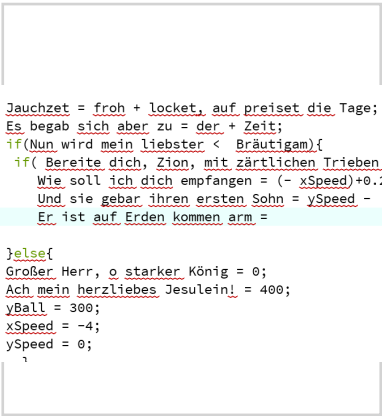 Jauchzet = froh + locket, auf preiset die Tage;
Es begab sich aber zu = der + Zeit;
if(Nun wird mein liebster < Bräutigam){
if( Bereite dich, Zion, mit zärtlichen Trieben
Wie soll ich dich empfangen = (- xSpeed)+0.2
Und sie gebar ihren ersten Sohn = ySpeed -
Er ist auf Erden kommen arm =
}else{
Großer Herr, o starker König = 0;
Ach mein herzliebes Jesulein! = 400;
yBall = 300;
xSpeed = -4;
ySpeed = 0;
}